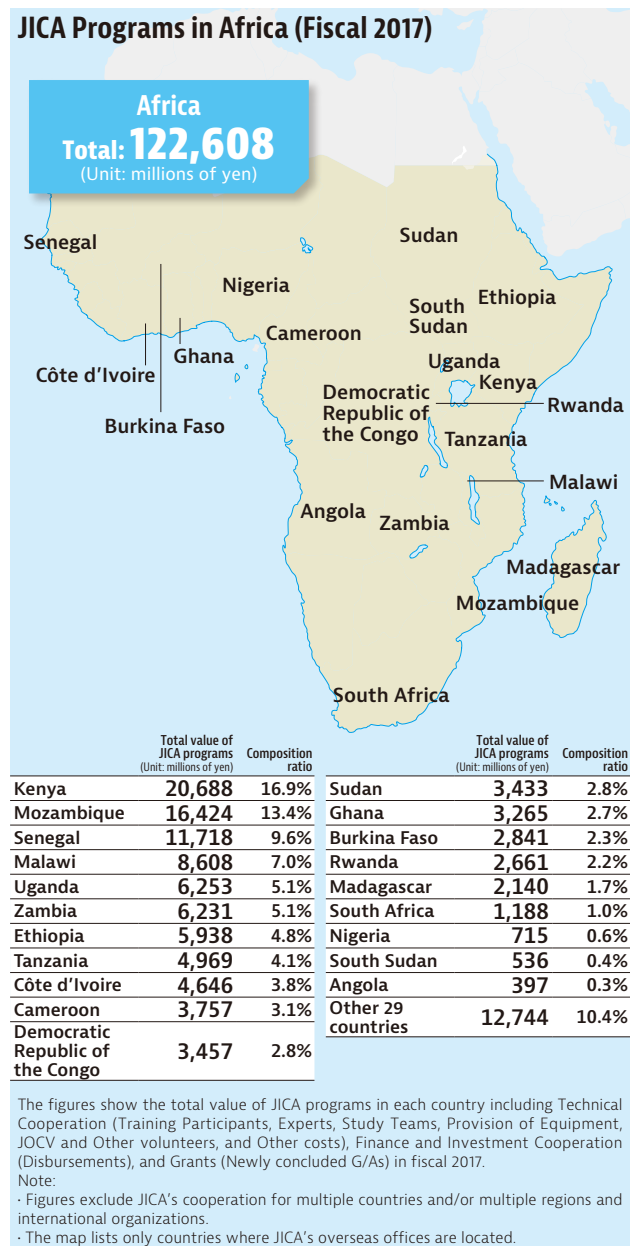 JICA Programs in Africa (Fiscal 2017)
Africa
Total: 122,608
(Unit: millions of yen)
Senegal
Sudan
Nigeria
Ethiopia
South
Sudan
Cameroon
Ghana
Uganda
Côte d'Ivoire
Kenya
Democratic
Republic of
the Congo
Rwanda
Burkina Faso
Tanzania
Malawi
Angola
Zambia
Madagascar
Mozambique
South Africa
Total value of
JICA programs
(Unit: millions of yen)
Composition
ratio
Kenya 20,688 16.9%
Mozambique 16,424 13.4%
Senegal 11,718 9.6%
Malawi 8,608 7.0%
Uganda 6,253 5.1%
Zambia 6,231 5.1%
Ethiopia 5,938 4.8%
Tanzania 4,969 4.1%
Côte d'Ivoire 4,646 3.8%
Cameroon 3,757 3.1%
Democratic
Republic of
the Congo 3,457 2.8%
Total value of
JICA programs
(Unit: millions of yen)
Composition
ratio
Sudan 3,433 2.8%
Ghana 3,265 2.7%
Burkina Faso 2,841 2.3%
Rwanda 2,661 2.2%
Madagascar 2,140 1.7%
South Africa 1,188 1.0%
Nigeria 715 0.6%
South Sudan 536 0.4%
Angola 397 0.3%
Other 29
countries 12,744 10.4%
The figures show the total value of JICA programs in each country including Technical
Cooperation (Training Participants, Experts, Study Teams, Provision of Equipment,
JOCV and Other volunteers, and Other costs), Finance and Investment Cooperation
(Disbursements), and Grants (Newly concluded G/As) in fiscal 2017.
Note:
· Figures exclude JICA's cooperation for multiple countries and/or multiple regions and
international organizations.
· The map lists only countries where JICA's overseas offices are located.